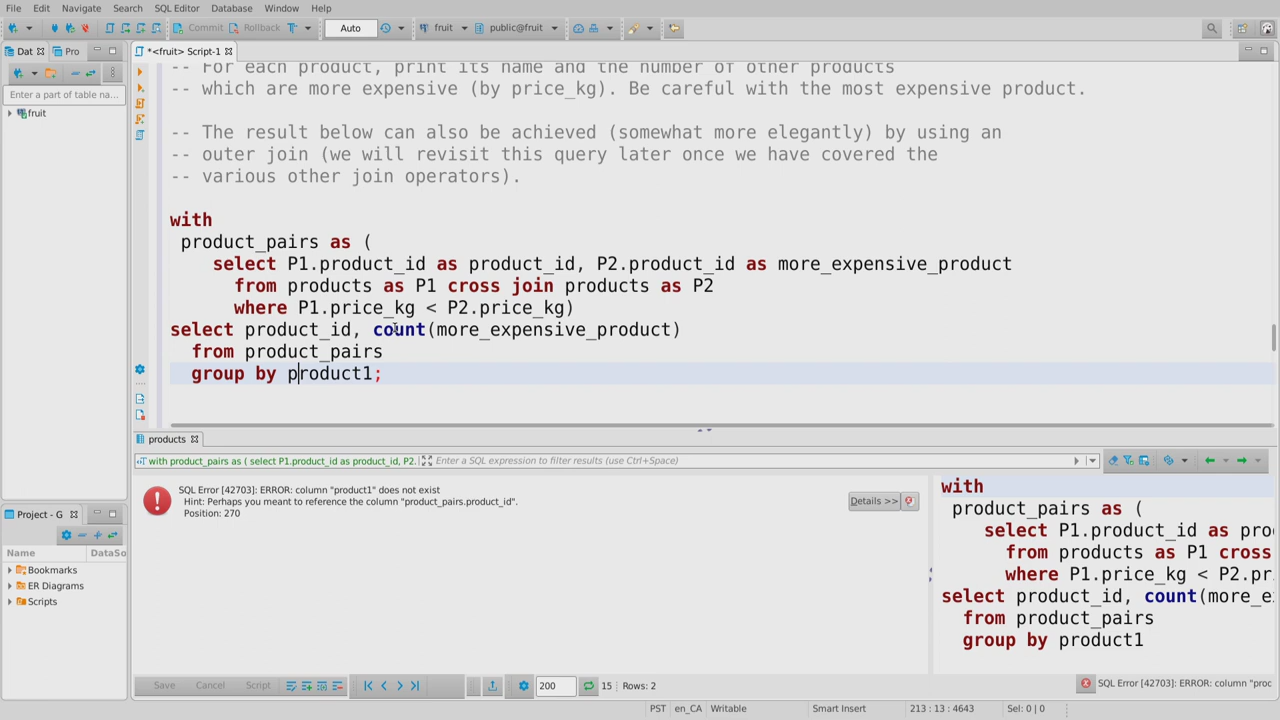 File Edit Navigate Search SQL Editor Database Window Help
Commit Rollback Auto fruit public@fruit
Dat Pro *<fruit> Script-1
Enter a part of table na...
fruit
-- For each product, print its name and the number of other products
-- which are more expensive (by price_kg). Be careful with the most expensive product.
-- The result below can also be achieved (somewhat more elegantly) by using an
-- outer join (we will revisit this query later once we have covered the
-- various other join operators).
with
product_pairs as (
select P1.product_id as product_id, P2.product_id as more_expensive_product
from products as P1 cross join products as P2
where P1.price_kg < P2.price_kg)
select product_id, count(more_expensive_product)
from product_pairs
group by product1;
products
with product_pairs as ( select P1.product_id as product_id, P2. Enter a SQL expression to filter results (use Ctrl+Space)
SQL Error [42703]: ERROR: column "product1" does not exist
Hint: Perhaps you meant to reference the column "product_pairs.product_id".
Position: 270
Details >>
with
product_pairs as (
select P1.product_id as pro
from products as P1 cross
where P1.price_kg < P2.pr
select product_id, count(more_e
from product_pairs
group by product1
Project - G
Name DataSo
Bookmarks
ER Diagrams
Scripts
Save Cancel Script 200 15 Rows: 2
SQL Error [42703]: ERROR: column "proc
PST en_CA Writable Smart Insert 213 : 13 : 4643 Sel: 0 | 0